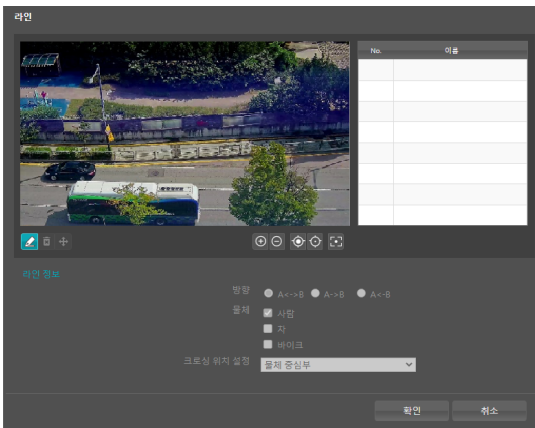 라인
No. 이름
라인 정보
방향 A<->B A->B A<-B
물체 사람
차
바이크
크로싱 위치 설정 물체 중심부
확인 취소